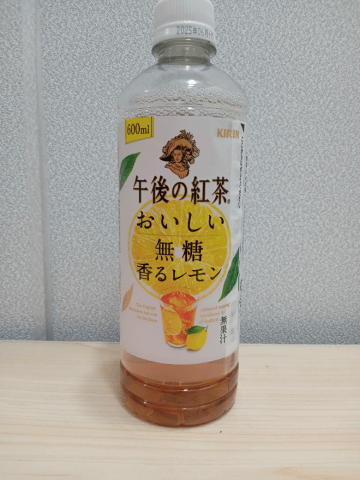 600ml
KIRIN
午後の紅茶
おいしい
無糖
香るレモン
無果汁